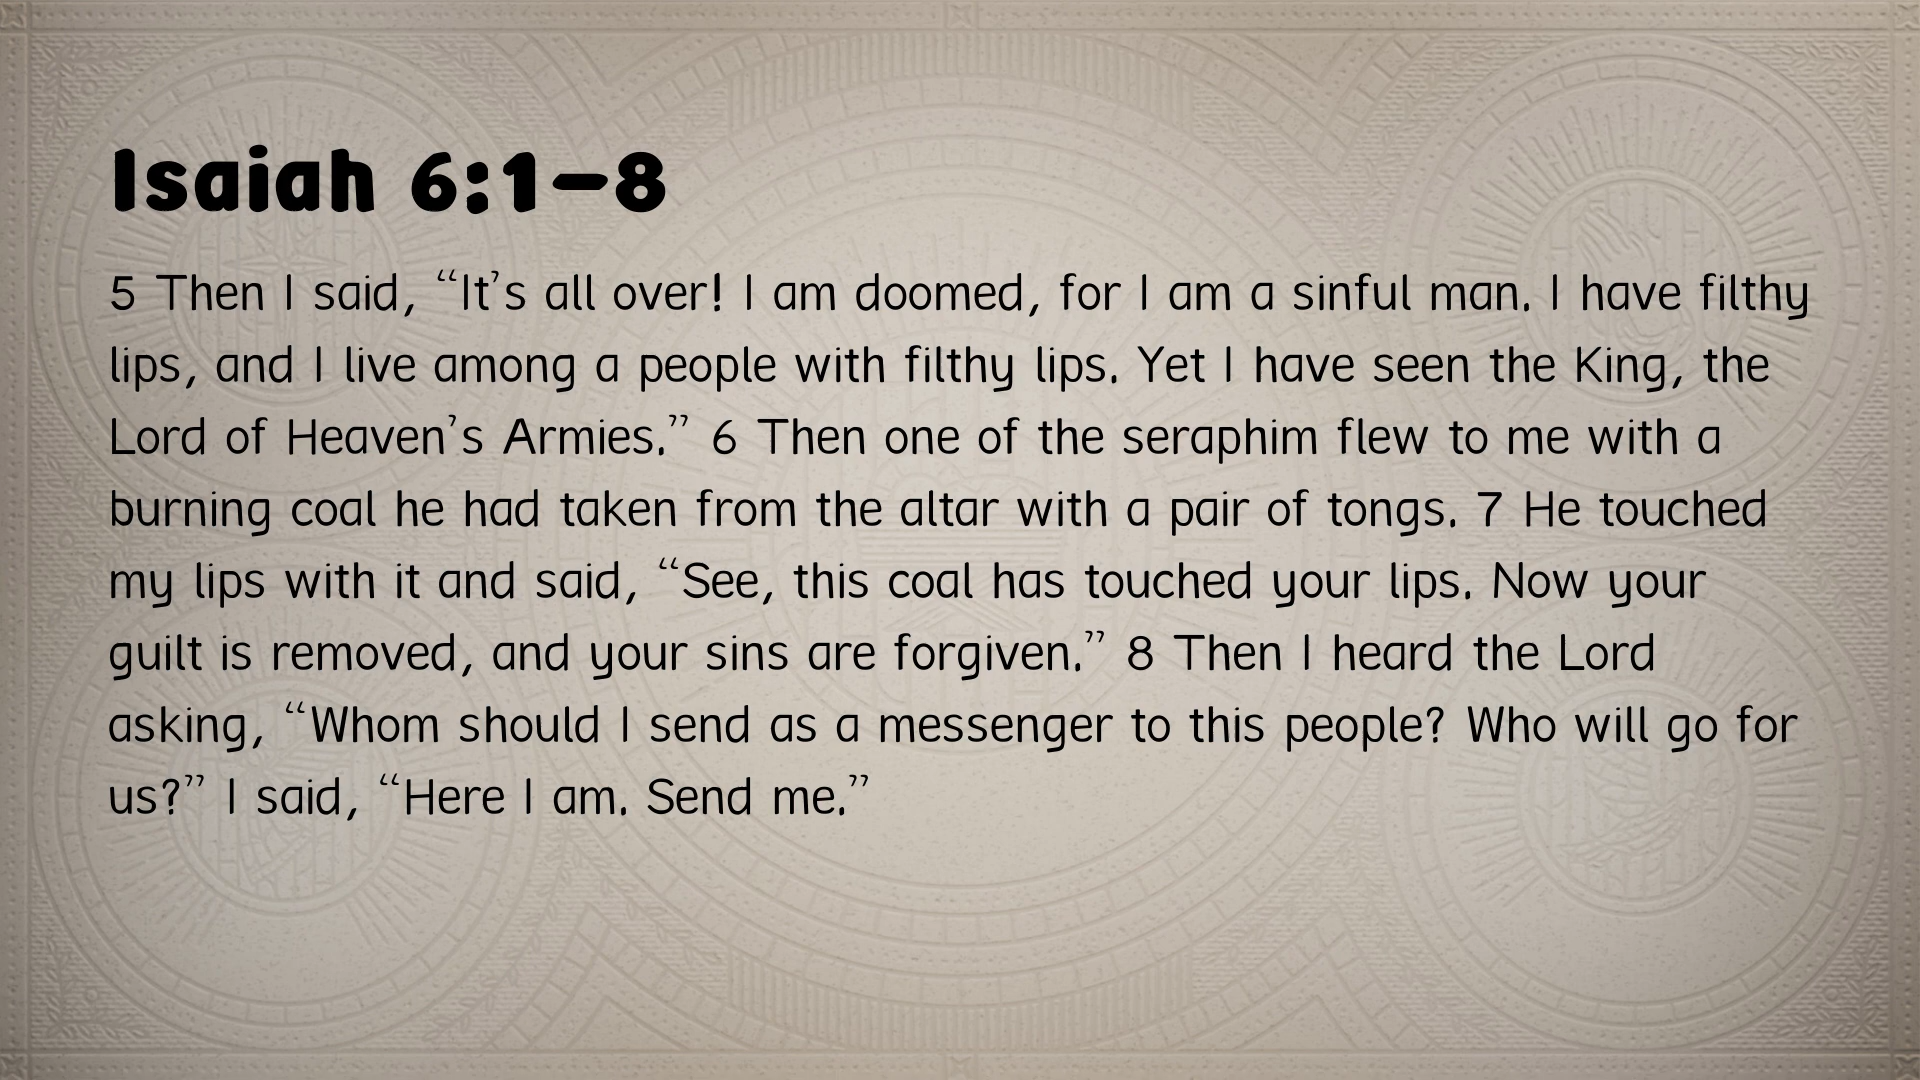 Isaiah 6:1–8
5 Then I said, “It’s all over! I am doomed, for I am a sinful man. I have filthy
lips, and I live among a people with filthy lips. Yet I have seen the King, the
Lord of Heaven’s Armies.” 6 Then one of the seraphim flew to me with a
burning coal he had taken from the altar with a pair of tongs. 7 He touched
my lips with it and said, “See, this coal has touched your lips. Now your
guilt is removed, and your sins are forgiven.” 8 Then I heard the Lord
asking, “Whom should I send as a messenger to this people? Who will go for
us?” I said, “Here I am. Send me.”